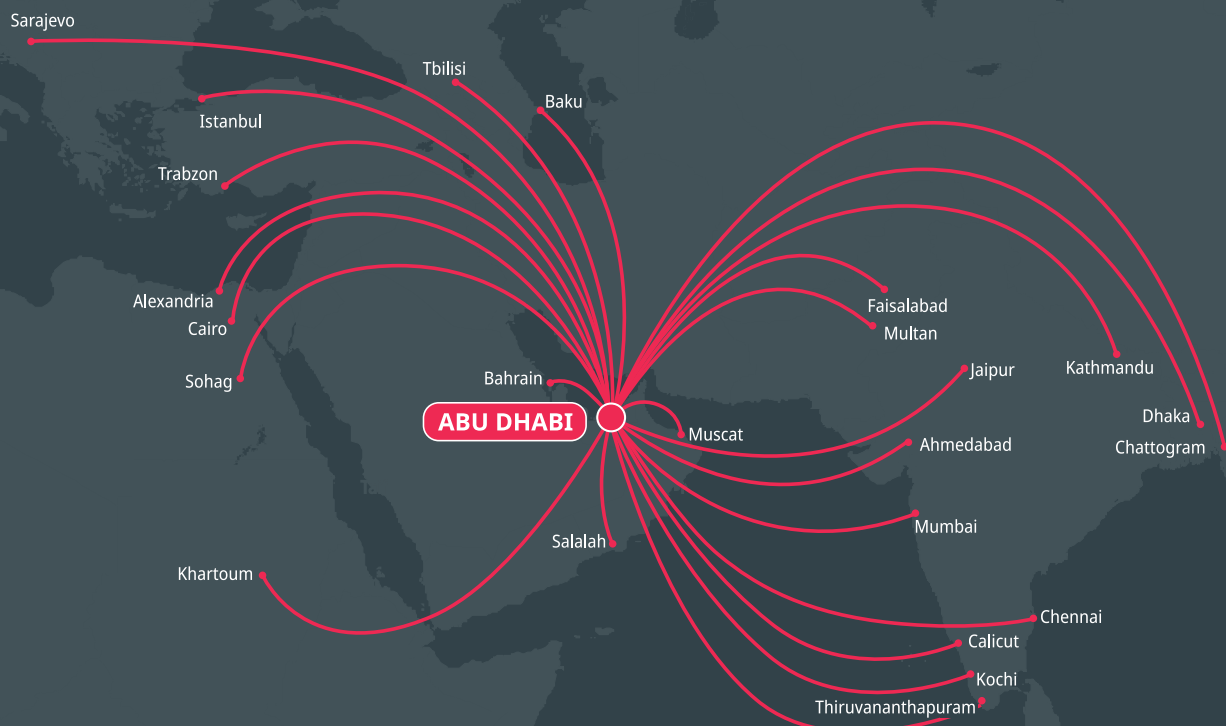 Sarajevo
Tbilisi
Baku
Istanbul
Trabzon
Alexandria
Cairo
Sohag
Faisalabad
Multan
Bahrain
Jaipur
Kathmandu
ABU DHABI
Muscat
Dhaka
Ahmedabad
Chattogram
Mumbai
Salalah
Khartoum
Chennai
Calicut
Kochi
Thiruvananthapuram